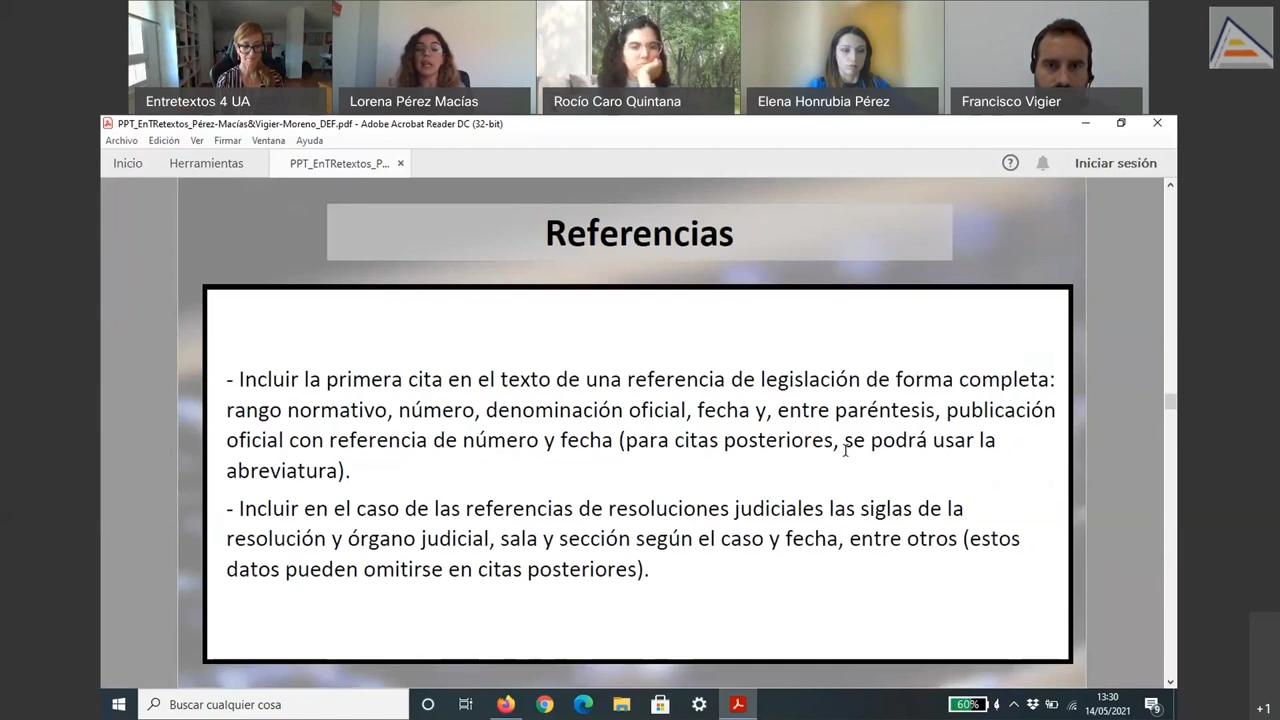 Entretextos 4 UA
Lorena Pérez Macías
Rocío Caro Quintana
Elena Honrubia Pérez
Francisco Vigier
PPT_EnTRetextos_Pérez-Macías&Vigier-Moreno_DEF.pdf - Adobe Acrobat Reader DC (32-bit)
Archivo Edición Ver Firmar Ventana Ayuda
Inicio Herramientas PPT_EnTRetextos_P... × Iniciar sesión
Referencias
- Incluir la primera cita en el texto de una referencia de legislación de forma completa:
rango normativo, número, denominación oficial, fecha y, entre paréntesis, publicación
oficial con referencia de número y fecha (para citas posteriores, se podrá usar la
abreviatura).
- Incluir en el caso de las referencias de resoluciones judiciales las siglas de la
resolución y órgano judicial, sala y sección según el caso y fecha, entre otros (estos
datos pueden omitirse en citas posteriores).
Buscar cualquier cosa
60%
13:30
14/05/2021
9
+1